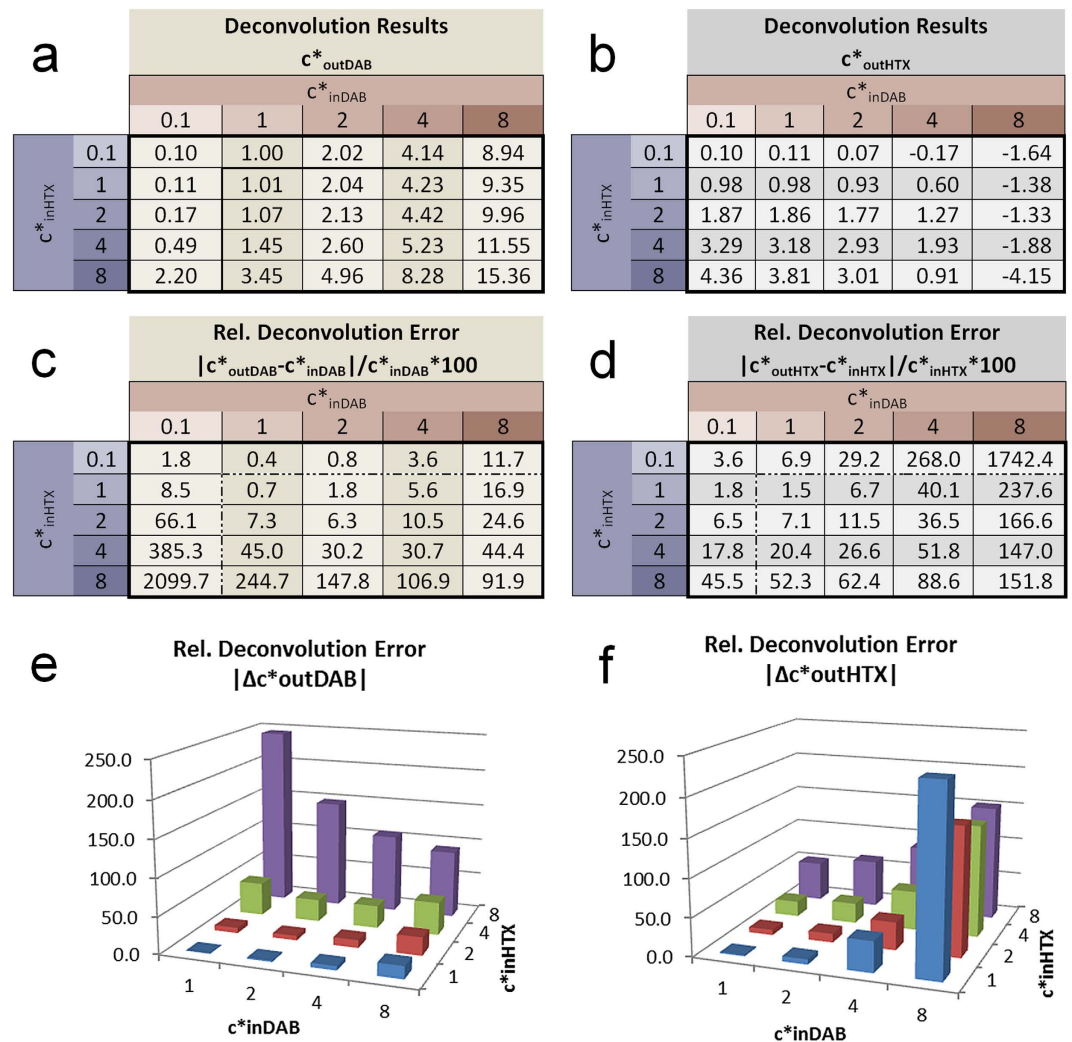 a
Deconvolution Results
c*outDAB
c*inDAB
0.1 1 2 4 8
c*inHTX
0.1 0.10 1.00 2.02 4.14 8.94
1 0.11 1.01 2.04 4.23 9.35
2 0.17 1.07 2.13 4.42 9.96
4 0.49 1.45 2.60 5.23 11.55
8 2.20 3.45 4.96 8.28 15.36
b
Deconvolution Results
c*outHTX
c*inDAB
0.1 1 2 4 8
c*inHTX
0.1 0.10 0.11 0.07 -0.17 -1.64
1 0.98 0.98 0.93 0.60 -1.38
2 1.87 1.86 1.77 1.27 -1.33
4 3.29 3.18 2.93 1.93 -1.88
8 4.36 3.81 3.01 0.91 -4.15
c
Rel. Deconvolution Error
|c*outDAB-c*inDAB|/c*inDAB*100
c*inDAB
0.1 1 2 4 8
c*inHTX
0.1 1.8 0.4 0.8 3.6 11.7
1 8.5 0.7 1.8 5.6 16.9
2 66.1 7.3 6.3 10.5 24.6
4 385.3 45.0 30.2 30.7 44.4
8 2099.7 244.7 147.8 106.9 91.9
d
Rel. Deconvolution Error
|c*outHTX-c*inHTX|/c*inHTX*100
c*inDAB
0.1 1 2 4 8
c*inHTX
0.1 3.6 6.9 29.2 268.0 1742.4
1 1.8 1.5 6.7 40.1 237.6
2 6.5 7.1 11.5 36.5 166.6
4 17.8 20.4 26.6 51.8 147.0
8 45.5 52.3 62.4 88.6 151.8
e
Rel. Deconvolution Error
|Δc*outDAB|
250.0
200.0
150.0
100.0
50.0
0.0
1 2 4 8
c*inDAB
8
4
2
1
c*inHTX
f
Rel. Deconvolution Error
|Δc*outHTX|
250.0
200.0
150.0
100.0
50.0
0.0
1 2 4 8
c*inDAB
8
4
2
1
c*inHTX